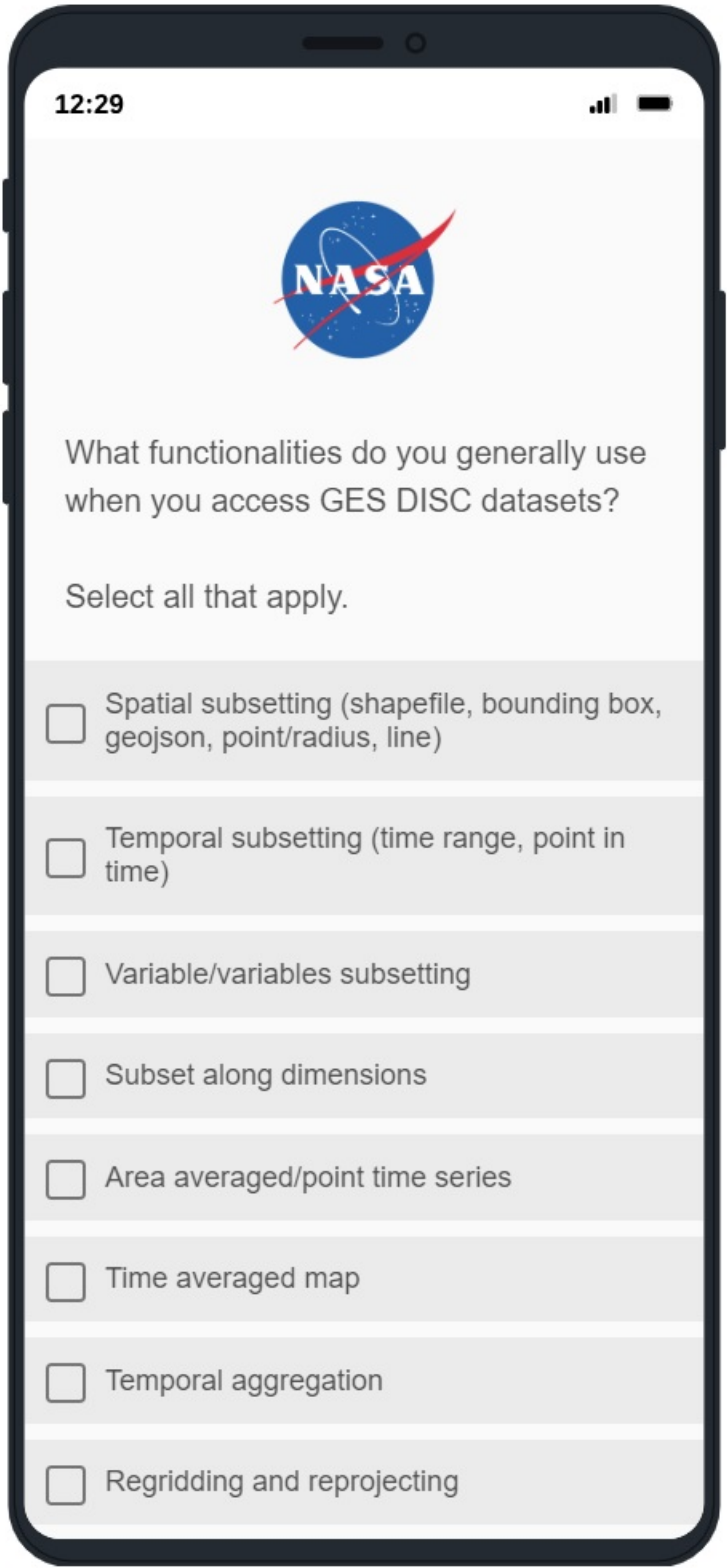 12:29
NASA
What functionalities do you generally use
when you access GES DISC datasets?
Select all that apply.
Spatial subsetting (shapefile, bounding box,
geojson, point/radius, line)
Temporal subsetting (time range, point in
time)
Variable/variables subsetting
Subset along dimensions
Area averaged/point time series
Time averaged map
Temporal aggregation
Regridding and reprojecting